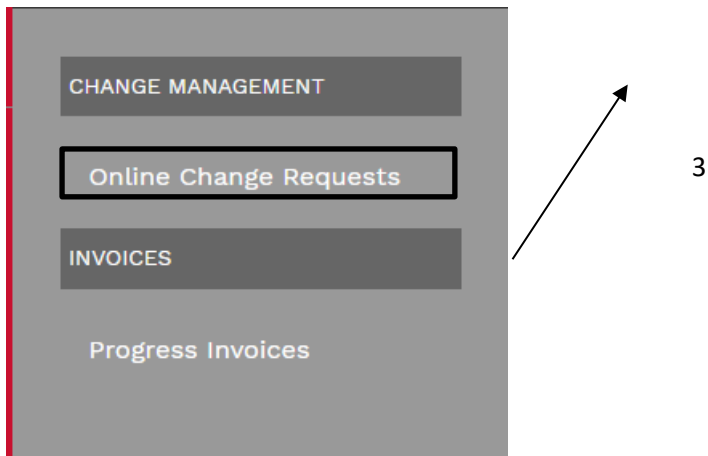 CHANGE MANAGEMENT
Online Change Requests
3
INVOICES
Progress Invoices